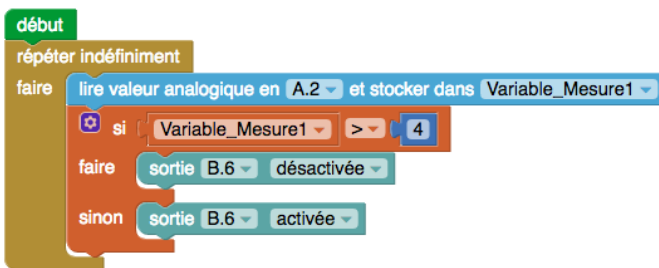 début
répéter indéfiniment
faire lire valeur analogique en A.2 et stocker dans Variable_Mesure1
si Variable_Mesure1 > 4
faire sortie B.6 désactivée
sinon sortie B.6 activée